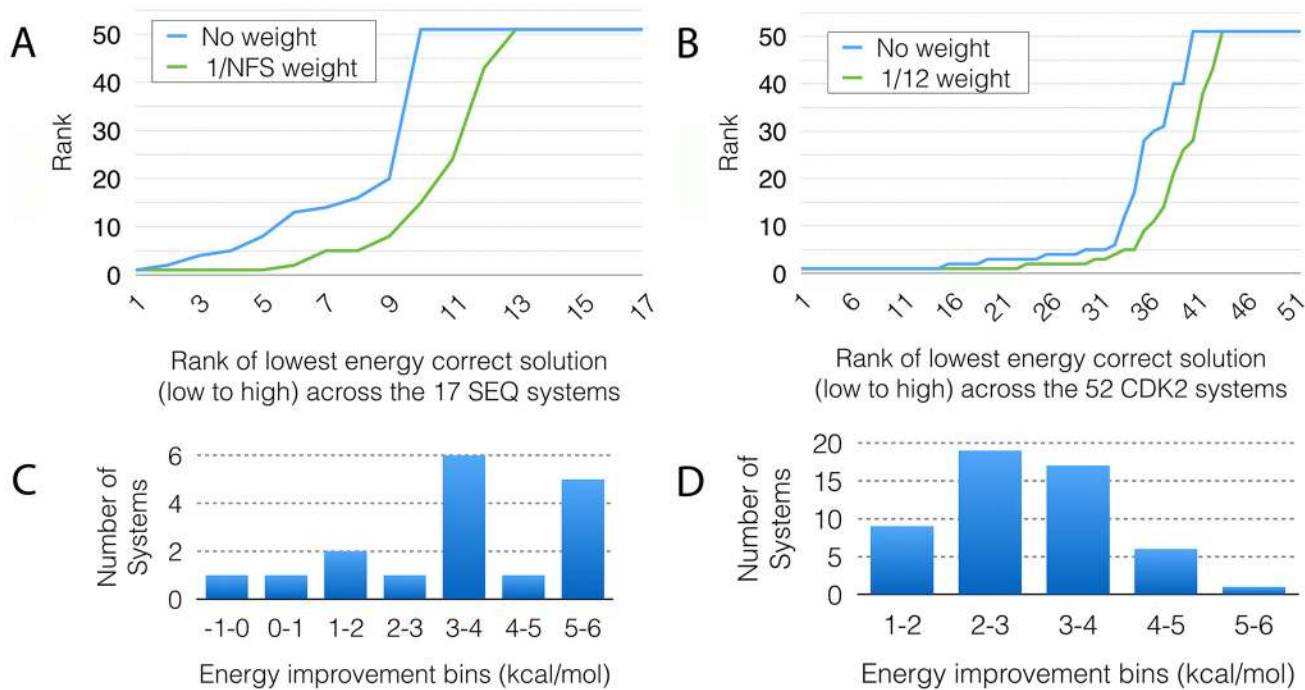 A
50
40
30
20
10
0
Rank
No weight
1/NFS weight
1
3
5
7
9
11
13
15
17
Rank of lowest energy correct solution
(low to high) across the 17 SEQ systems
B
50
40
30
20
10
0
Rank
No weight
1/12 weight
1
6
11
16
21
26
31
36
41
46
51
Rank of lowest energy correct solution
(low to high) across the 52 CDK2 systems
C
Number of
Systems
6
4
2
0
-1-0
0-1
1-2
2-3
3-4
4-5
5-6
Energy improvement bins (kcal/mol)
D
Number of
Systems
20
15
10
5
0
1-2
2-3
3-4
4-5
5-6
Energy improvement bins (kcal/mol)